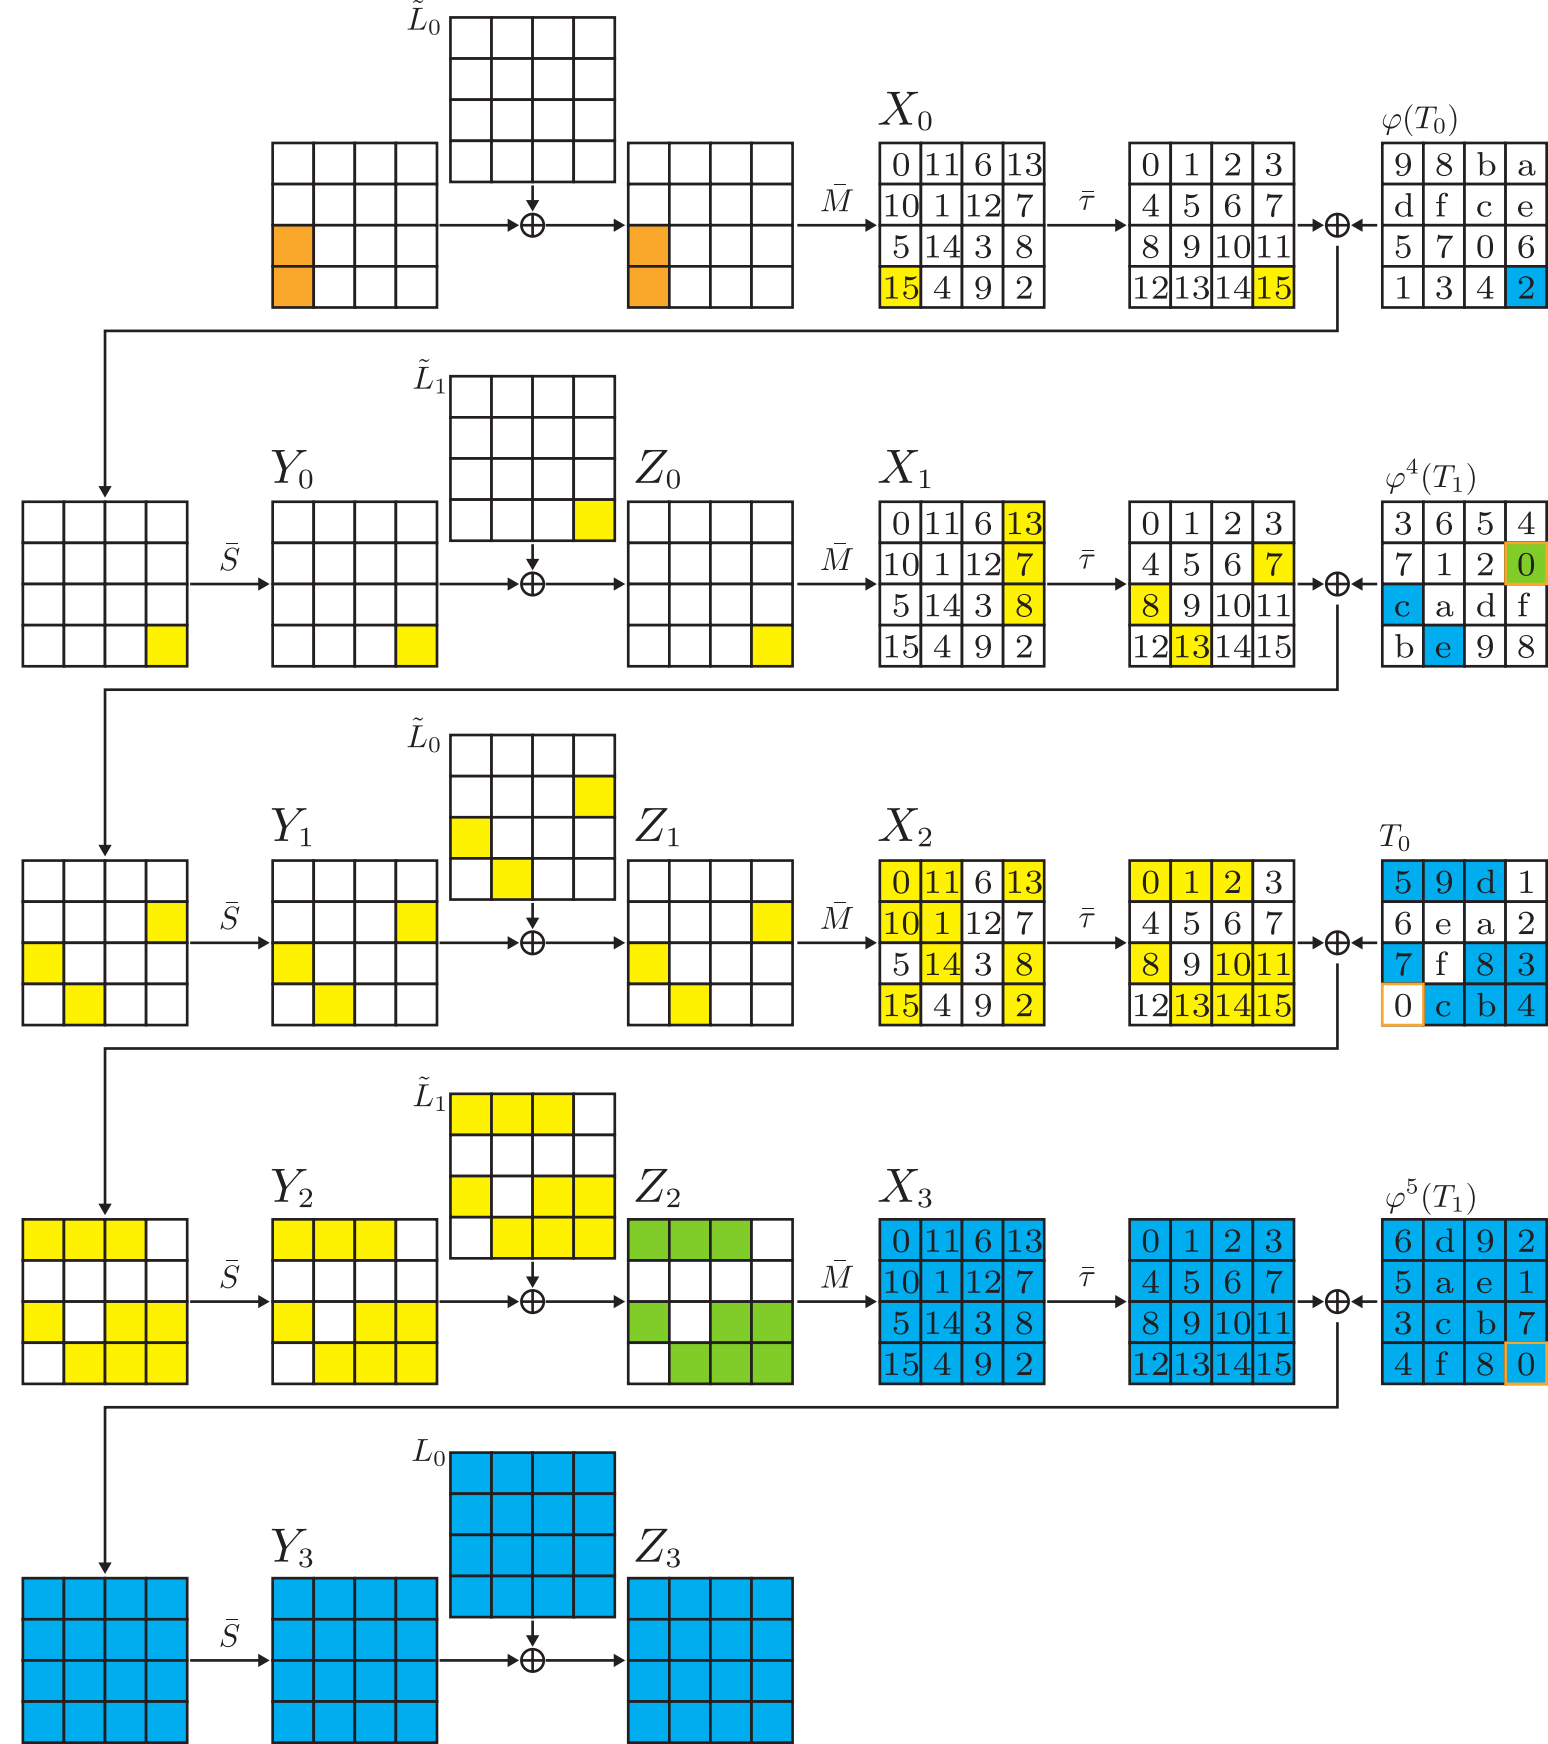 L̃₀
X₀ φ(T₀)
0 11 6 13 0 1 2 3 9 8 b a
10 1 12 7 4 5 6 7 d f c e
M̄ τ̄
5 14 3 8 8 9 10 11 5 7 0 6
15 4 9 2 12 13 14 15 1 3 4 2
L̃₁
Y₀ Z₀ X₁ φ⁴(T₁)
0 11 6 13 0 1 2 3 3 6 5 4
10 1 12 7 4 5 6 7 7 1 2 0
S̄ M̄ τ̄
5 14 3 8 8 9 10 11 c a d f
15 4 9 2 12 13 14 15 b e 9 8
L̃₀
Y₁ Z₁ X₂ T₀
0 11 6 13 0 1 2 3 5 9 d 1
10 1 12 7 4 5 6 7 6 e a 2
S̄ M̄ τ̄
5 14 3 8 8 9 10 11 7 f 8 3
15 4 9 2 12 13 14 15 0 c b 4
L̃₁
Y₂ Z₂ X₃ φ⁵(T₁)
0 11 6 13 0 1 2 3 6 d 9 2
10 1 12 7 4 5 6 7 5 a e 1
S̄ M̄ τ̄
5 14 3 8 8 9 10 11 3 c b 7
15 4 9 2 12 13 14 15 4 f 8 0
L₀
Y₃ Z₃
S̄